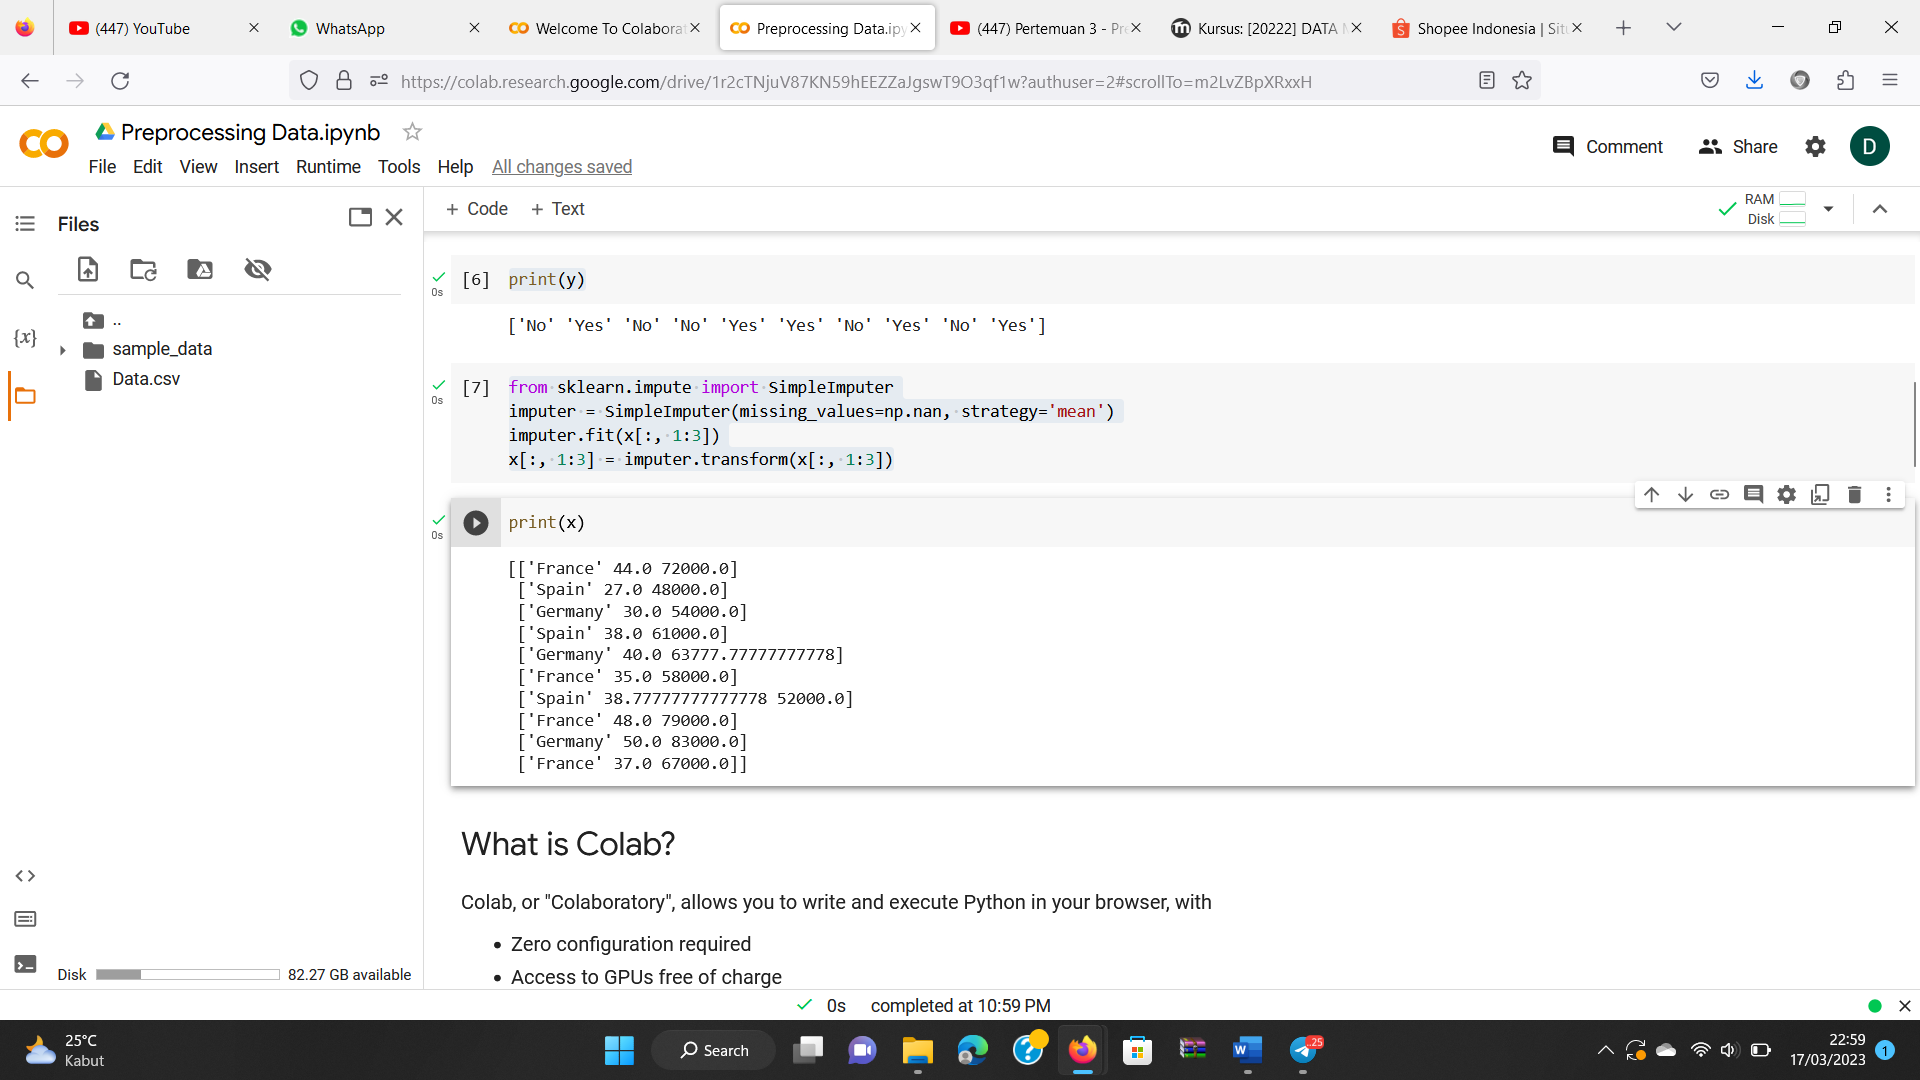 (447) YouTube
WhatsApp
Welcome To Colaborat
Preprocessing Data.ipy
(447) Pertemuan 3 - Pr
Kursus: [20222] DATA M
Shopee Indonesia | Sit
https://colab.research.google.com/drive/1r2cTNjuV87KN59hEEZZaJgswT9O3qf1w?authuser=2#scrollTo=m2LvZBpXRxxH
Preprocessing Data.ipynb
File Edit View Insert Runtime Tools Help All changes saved
Comment
Share
D
Files
+ Code + Text
RAM
Disk
..
sample_data
Data.csv
{x}
0s
[6] print(y)
['No' 'Yes' 'No' 'No' 'Yes' 'Yes' 'No' 'Yes' 'No' 'Yes']
0s
[7] from sklearn.impute import SimpleImputer
imputer = SimpleImputer(missing_values=np.nan, strategy='mean')
imputer.fit(x[:, 1:3])
x[:, 1:3] = imputer.transform(x[:, 1:3])
0s
print(x)
[['France' 44.0 72000.0]
['Spain' 27.0 48000.0]
['Germany' 30.0 54000.0]
['Spain' 38.0 61000.0]
['Germany' 40.0 63777.77777777778]
['France' 35.0 58000.0]
['Spain' 38.77777777777778 52000.0]
['France' 48.0 79000.0]
['Germany' 50.0 83000.0]
['France' 37.0 67000.0]]
What is Colab?
Colab, or "Colaboratory", allows you to write and execute Python in your browser, with
• Zero configuration required
• Access to GPUs free of charge
Disk 82.27 GB available
0s completed at 10:59 PM
25°C
Kabut
Search
25
22:59
17/03/2023
1